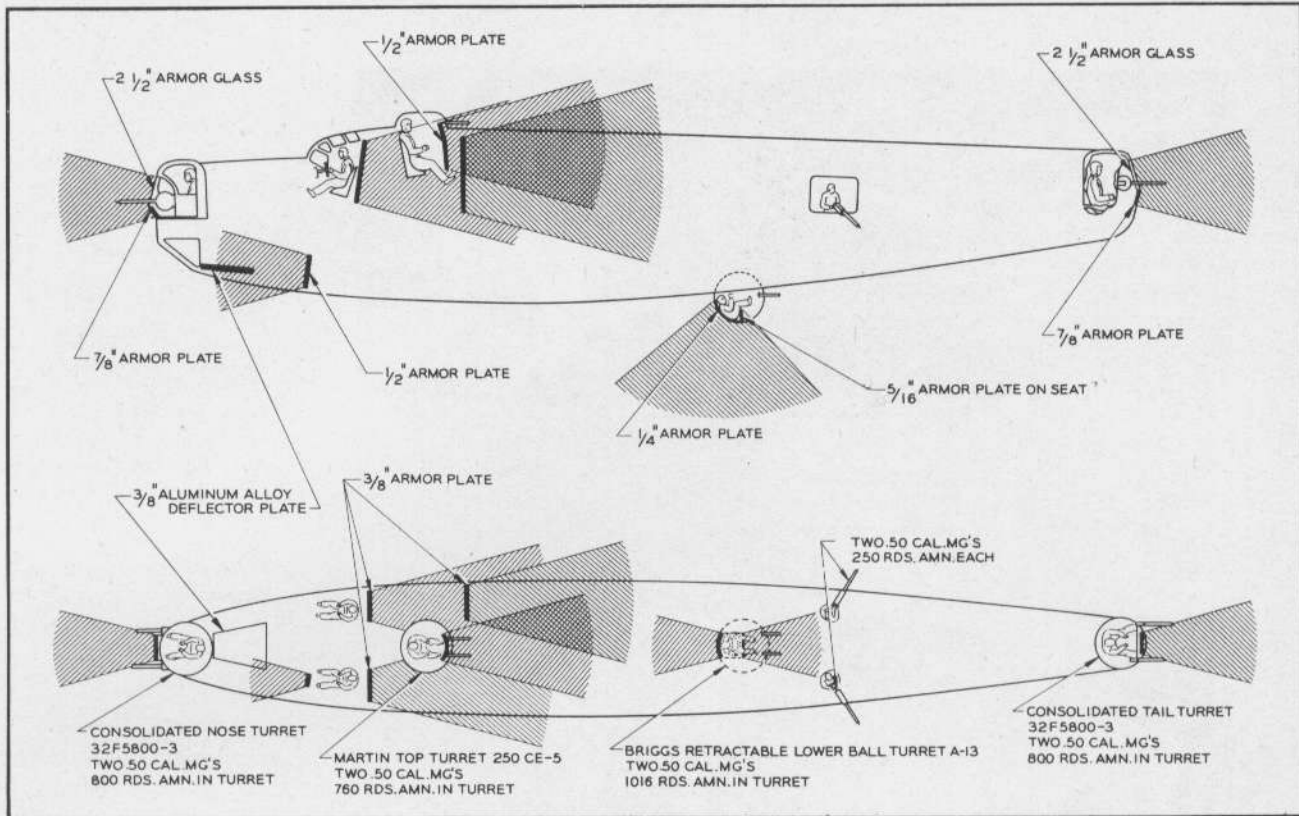 1/2" ARMOR PLATE
2 1/2" ARMOR GLASS
2 1/2" ARMOR GLASS
7/8" ARMOR PLATE
1/2" ARMOR PLATE
7/8" ARMOR PLATE
5/16" ARMOR PLATE ON SEAT
1/4" ARMOR PLATE
3/8" ARMOR PLATE
3/8" ALUMINUM ALLOY
DEFLECTOR PLATE
TWO .50 CAL. MG'S
250 RDS. AMN. EACH
CONSOLIDATED NOSE TURRET
32F5800-3
TWO .50 CAL. MG'S
800 RDS. AMN. IN TURRET
MARTIN TOP TURRET 250 CE-5
TWO .50 CAL. MG'S
760 RDS. AMN. IN TURRET
BRIGGS RETRACTABLE LOWER BALL TURRET A-13
TWO .50 CAL. MG'S
1016 RDS. AMN. IN TURRET
CONSOLIDATED TAIL TURRET
32F5800-3
TWO .50 CAL. MG'S
800 RDS. AMN. IN TURRET